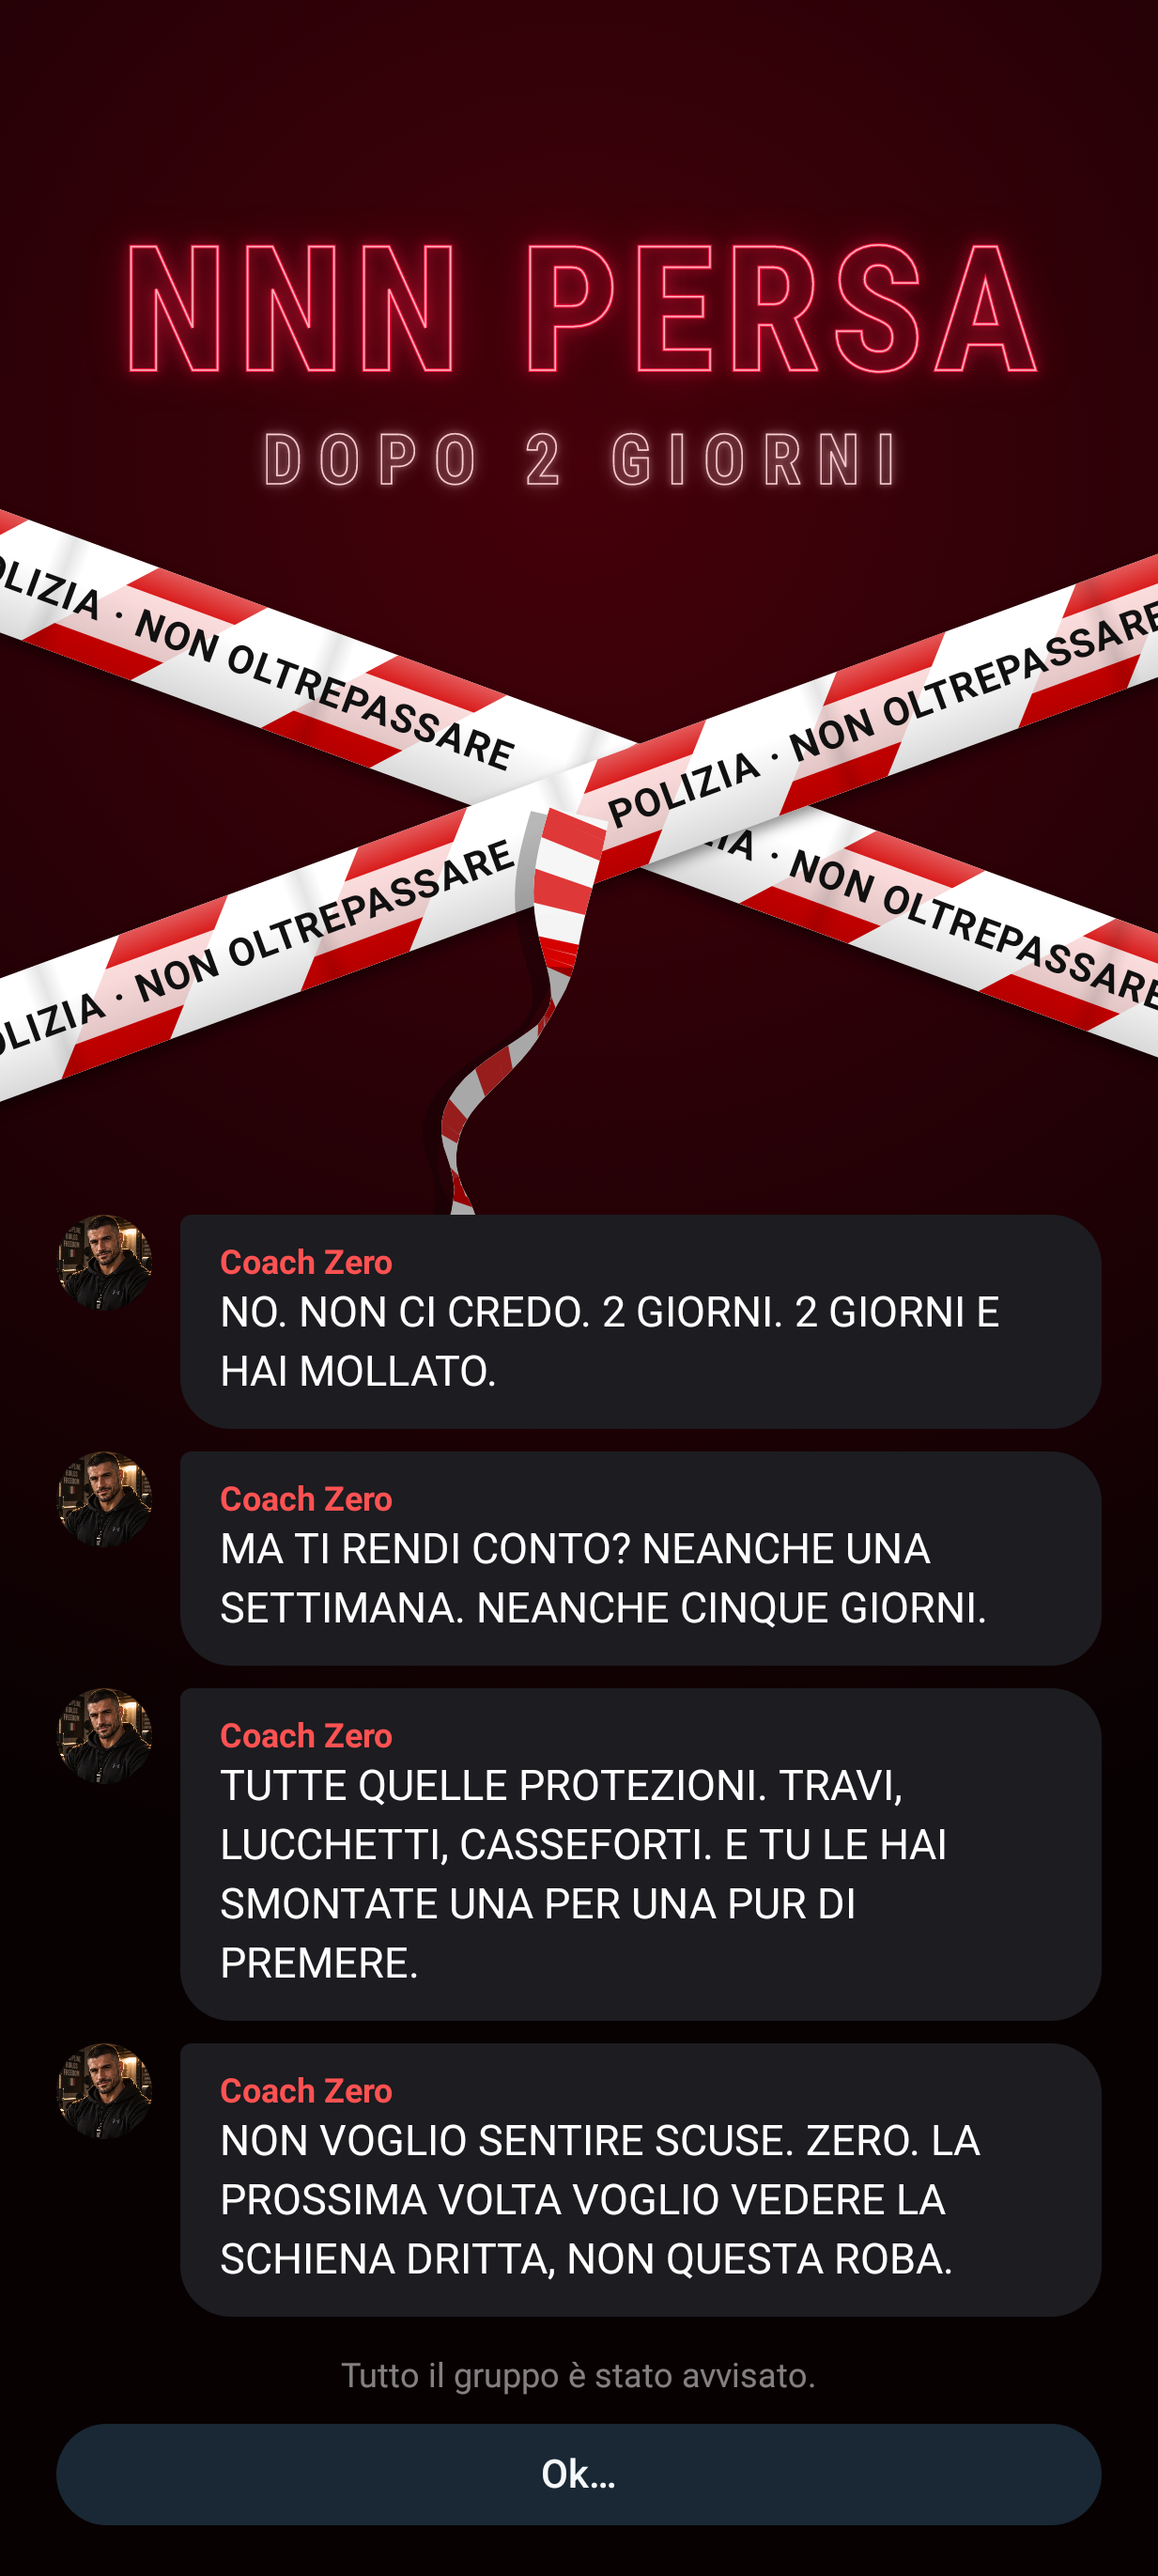 NNN PERSA
DOPO 2 GIORNI
NON OLTREPASSARE
POLIZIA · NON OLTREPASSARE
NON OLTREPASSARE
· NON OLTREPASSARE
Coach Zero
NO. NON CI CREDO. 2 GIORNI. 2 GIORNI E
HAI MOLLATO.
Coach Zero
MA TI RENDI CONTO? NEANCHE UNA
SETTIMANA. NEANCHE CINQUE GIORNI.
Coach Zero
TUTTE QUELLE PROTEZIONI. TRAVI,
LUCCHETTI, CASSEFORTI. E TU LE HAI
SMONTATE UNA PER UNA PUR DI
PREMERE.
Coach Zero
NON VOGLIO SENTIRE SCUSE. ZERO. LA
PROSSIMA VOLTA VOGLIO VEDERE LA
SCHIENA DRITTA, NON QUESTA ROBA.
Tutto il gruppo è stato avvisato.
Ok...